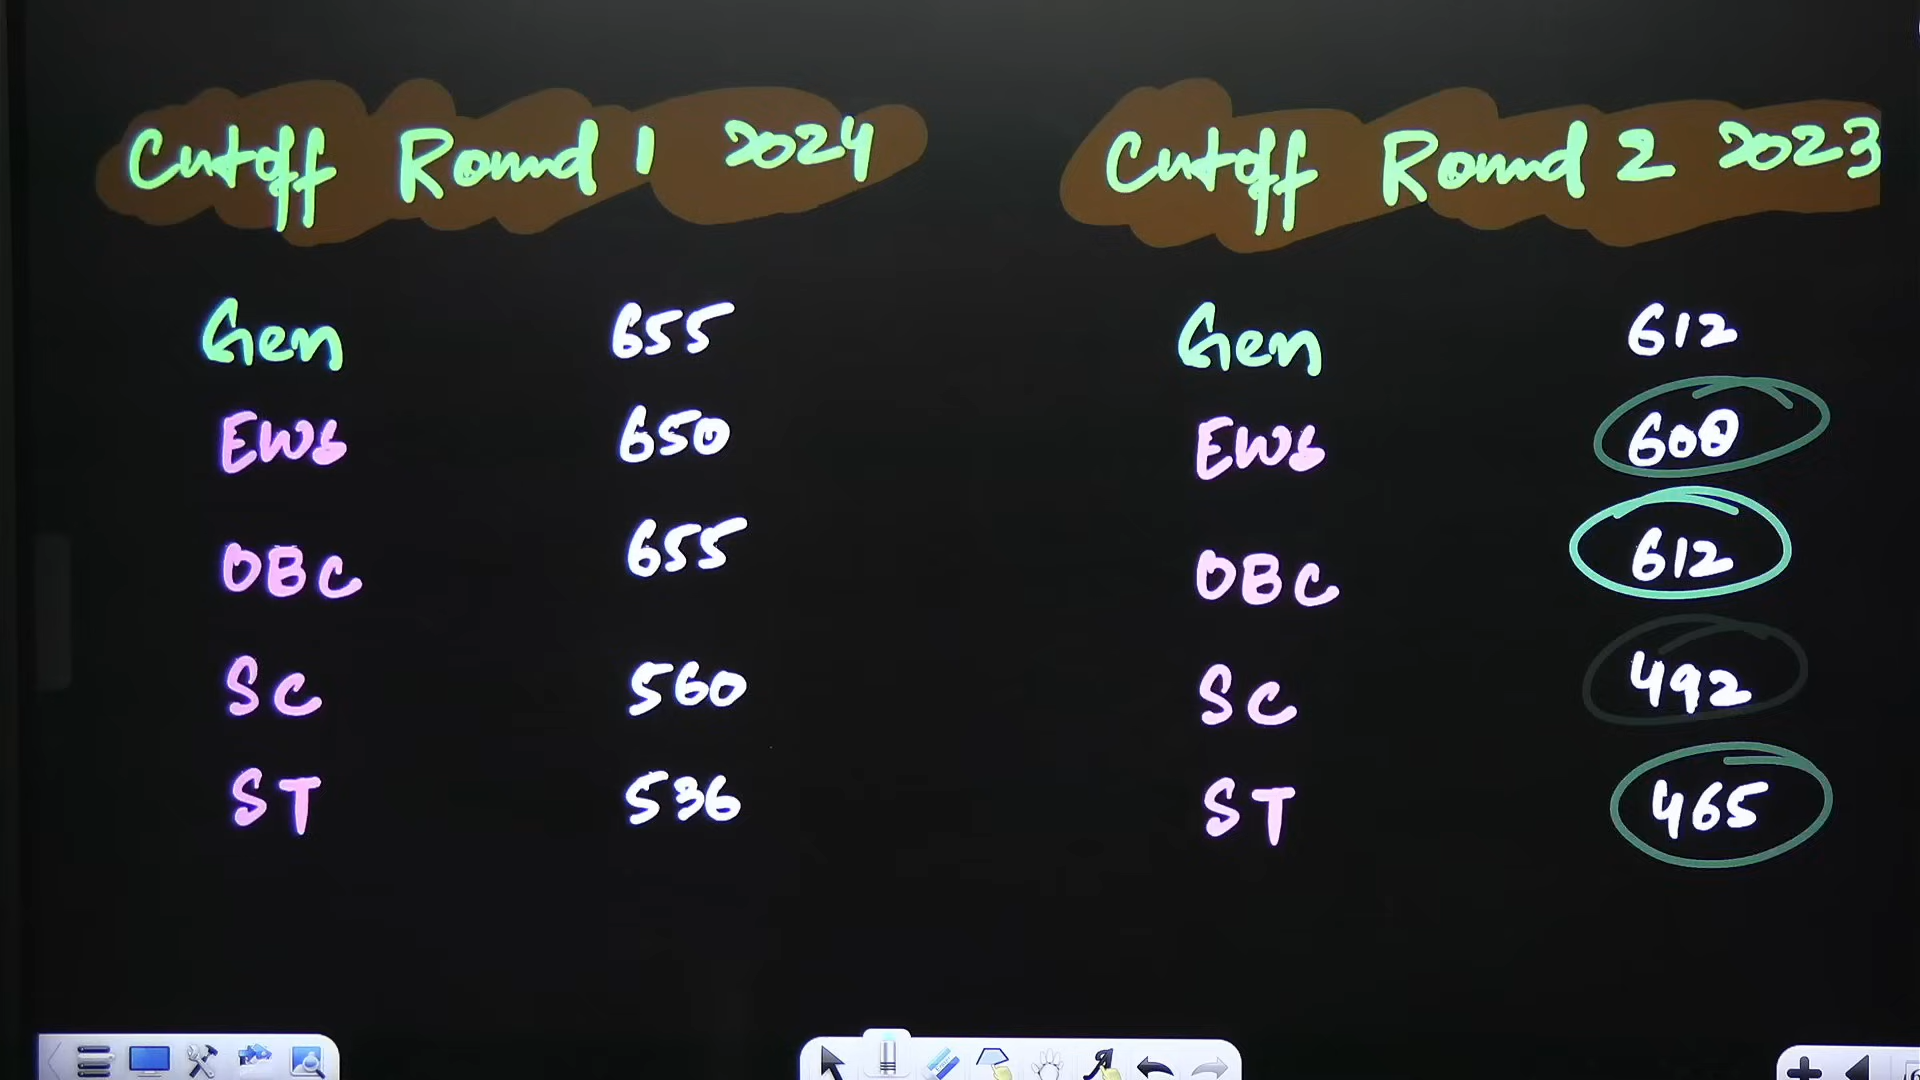 Cutoff Round 1 2024
Gen 655
EWS 650
OBC 655
SC 560
ST 536
Cutoff Round 2 2023
Gen 612
EWS
OBC 612
SC 492
ST 465